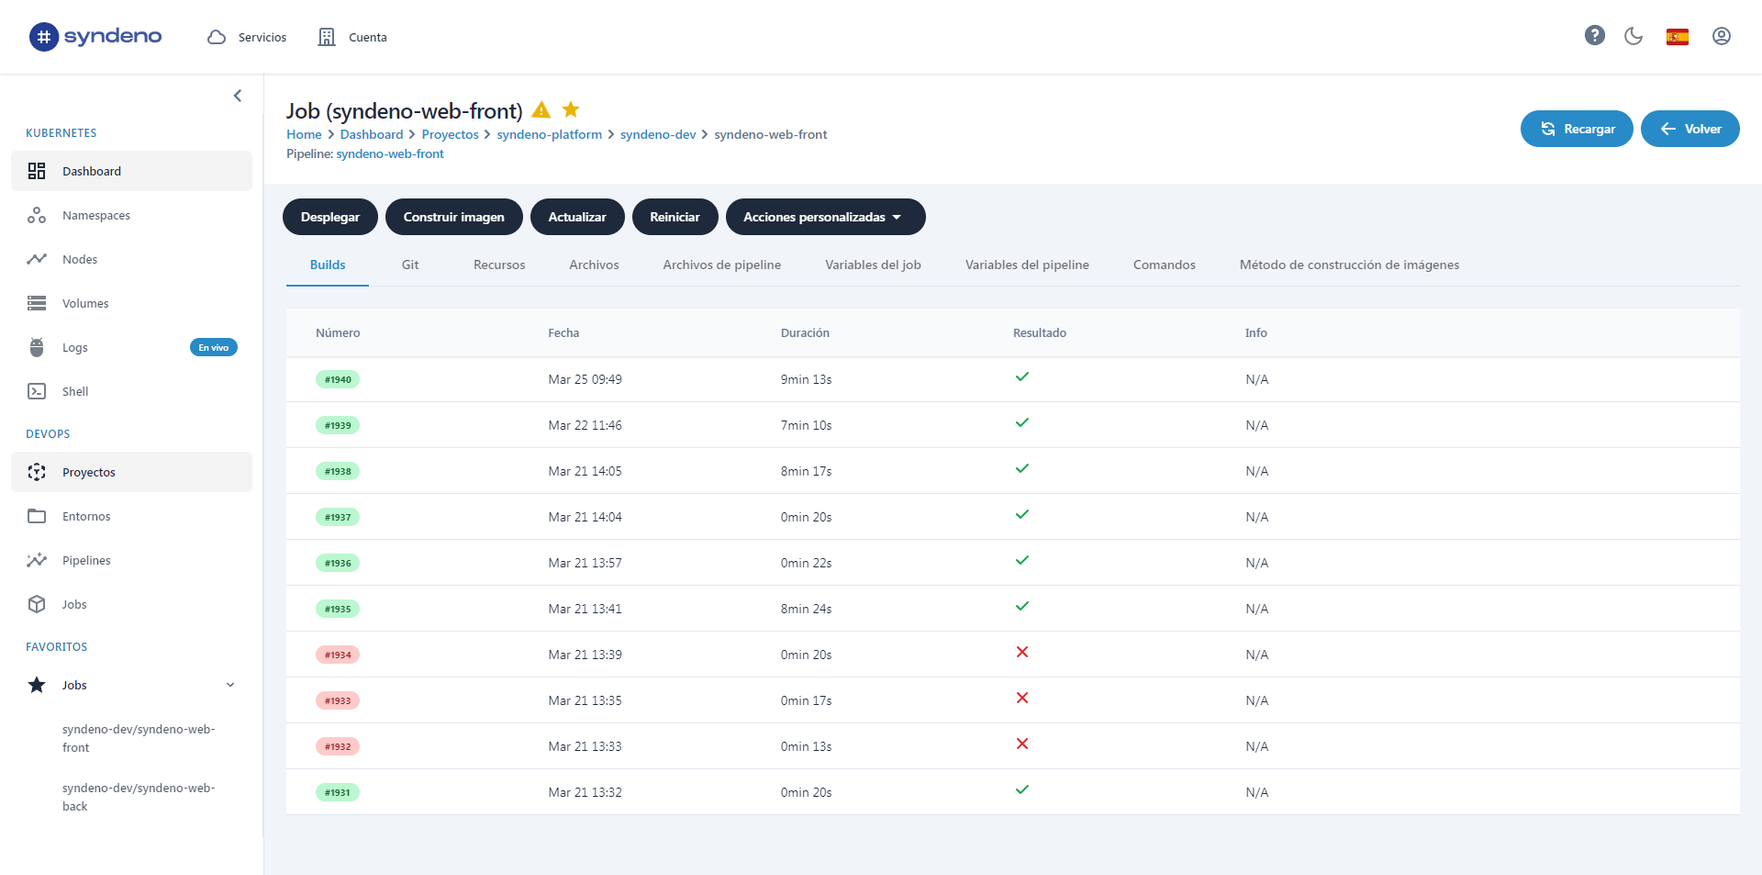 syndeno
Servicios
Cuenta
KUBERNETES
Dashboard
Namespaces
Nodes
Volumes
Logs En vivo
Shell
DEVOPS
Proyectos
Entornos
Pipelines
Jobs
FAVORITOS
Jobs
syndeno-dev/syndeno-web-
front
syndeno-dev/syndeno-web-
back
Job (syndeno-web-front)
Home > Dashboard > Proyectos > syndeno-platform > syndeno-dev > syndeno-web-front
Pipeline: syndeno-web-front
Recargar
Volver
Desplegar
Construir imagen
Actualizar
Reiniciar
Acciones personalizadas
Builds Git Recursos Archivos Archivos de pipeline Variables del job Variables del pipeline Comandos Método de construcción de imágenes
Número Fecha Duración Resultado Info
#1940 Mar 25 09:49 9min 13s N/A
#1939 Mar 22 11:46 7min 10s N/A
#1938 Mar 21 14:05 8min 17s N/A
#1937 Mar 21 14:04 0min 20s N/A
#1936 Mar 21 13:57 0min 22s N/A
#1935 Mar 21 13:41 8min 24s N/A
#1934 Mar 21 13:39 0min 20s N/A
#1933 Mar 21 13:35 0min 17s N/A
#1932 Mar 21 13:33 0min 13s N/A
#1931 Mar 21 13:32 0min 20s N/A